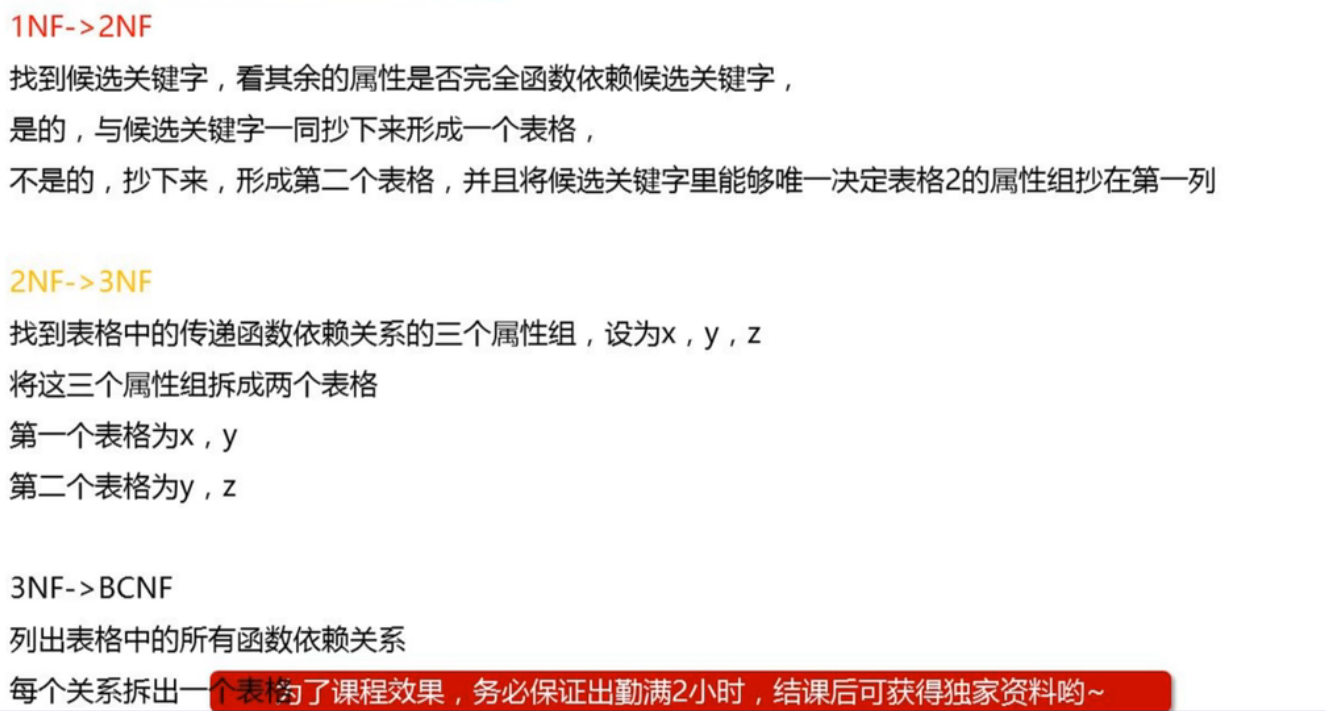 1NF->2NF
找到候选关键字，看其余的属性是否完全函数依赖候选关键字，
是的，与候选关键字一同抄下来形成一个表格，
不是的，抄下来，形成第二个表格，并且将候选关键字里能够唯一决定表格2的属性组抄在第一列
2NF->3NF
找到表格中的传递函数依赖关系的三个属性组，设为x，y，z
将这三个属性组拆成两个表格
第一个表格为x，y
第二个表格为y，z
3NF->BCNF
列出表格中的所有函数依赖关系
每个关系拆出一个表格
为了课程效果，务必保证出勤满2小时，结课后可获得独家资料哟~